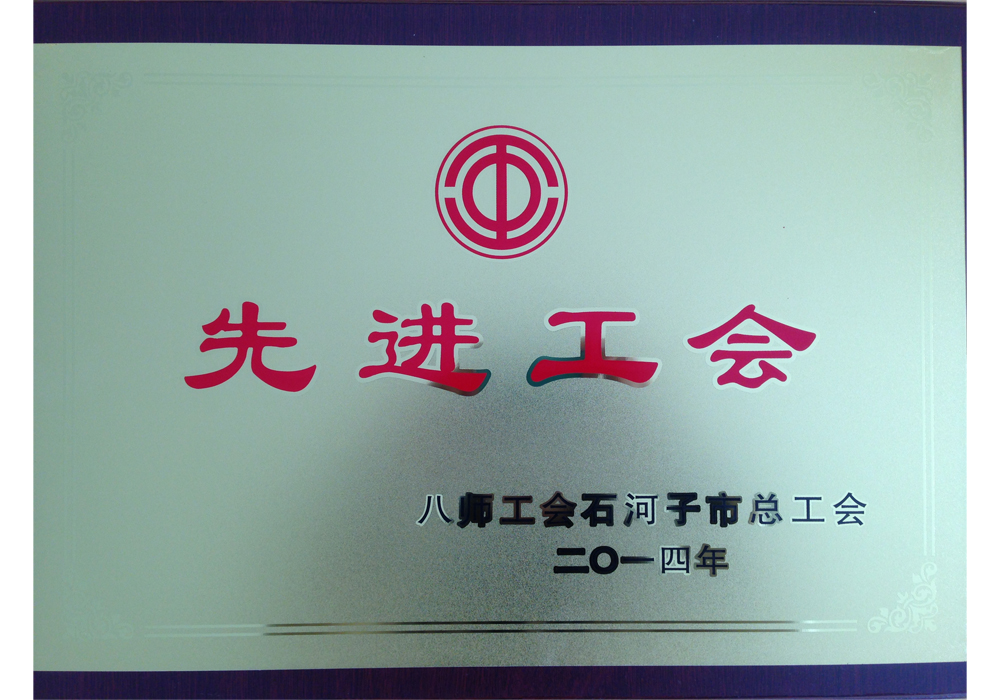 先进工会
八师工会石河子市总工会
二〇一四年